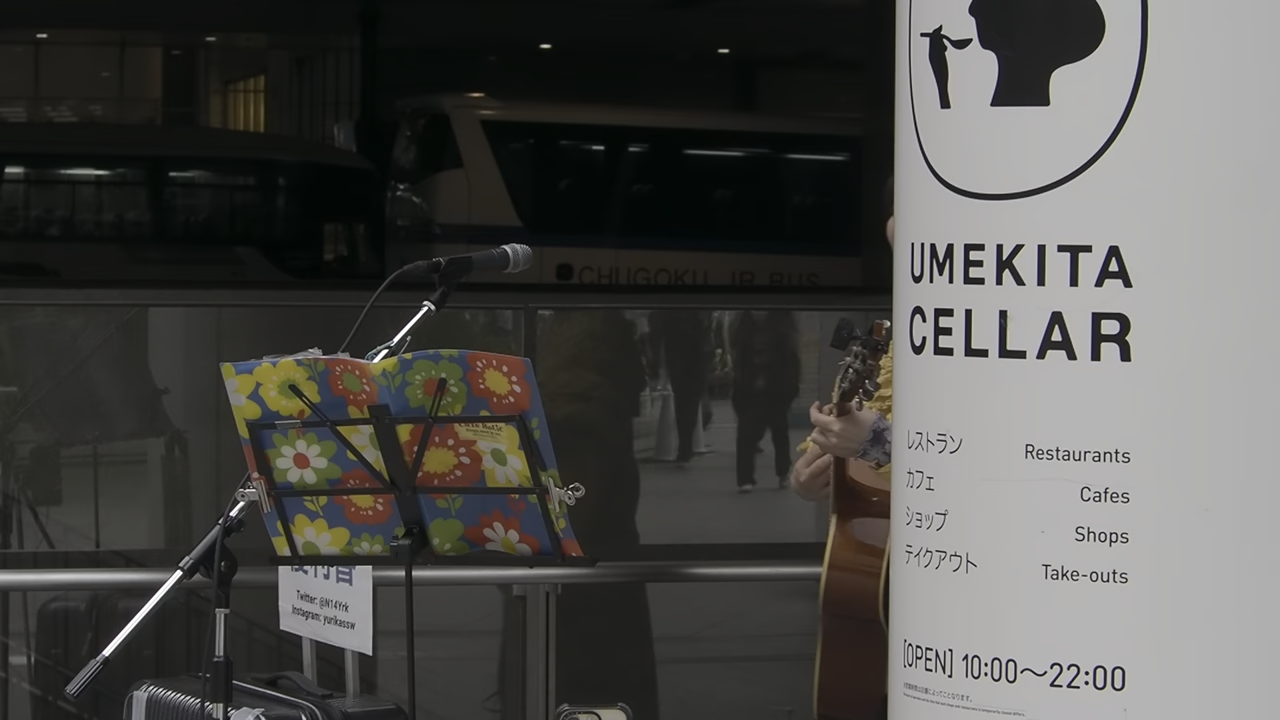 CHUGOKU JR BUS
UMEKITA
CELLAR
レストラン Restaurants
カフェ Cafes
ショップ Shops
テイクアウト Take-outs
[OPEN] 10:00〜22:00
Twitter: @N14Yrk
Instagram: yurikassw